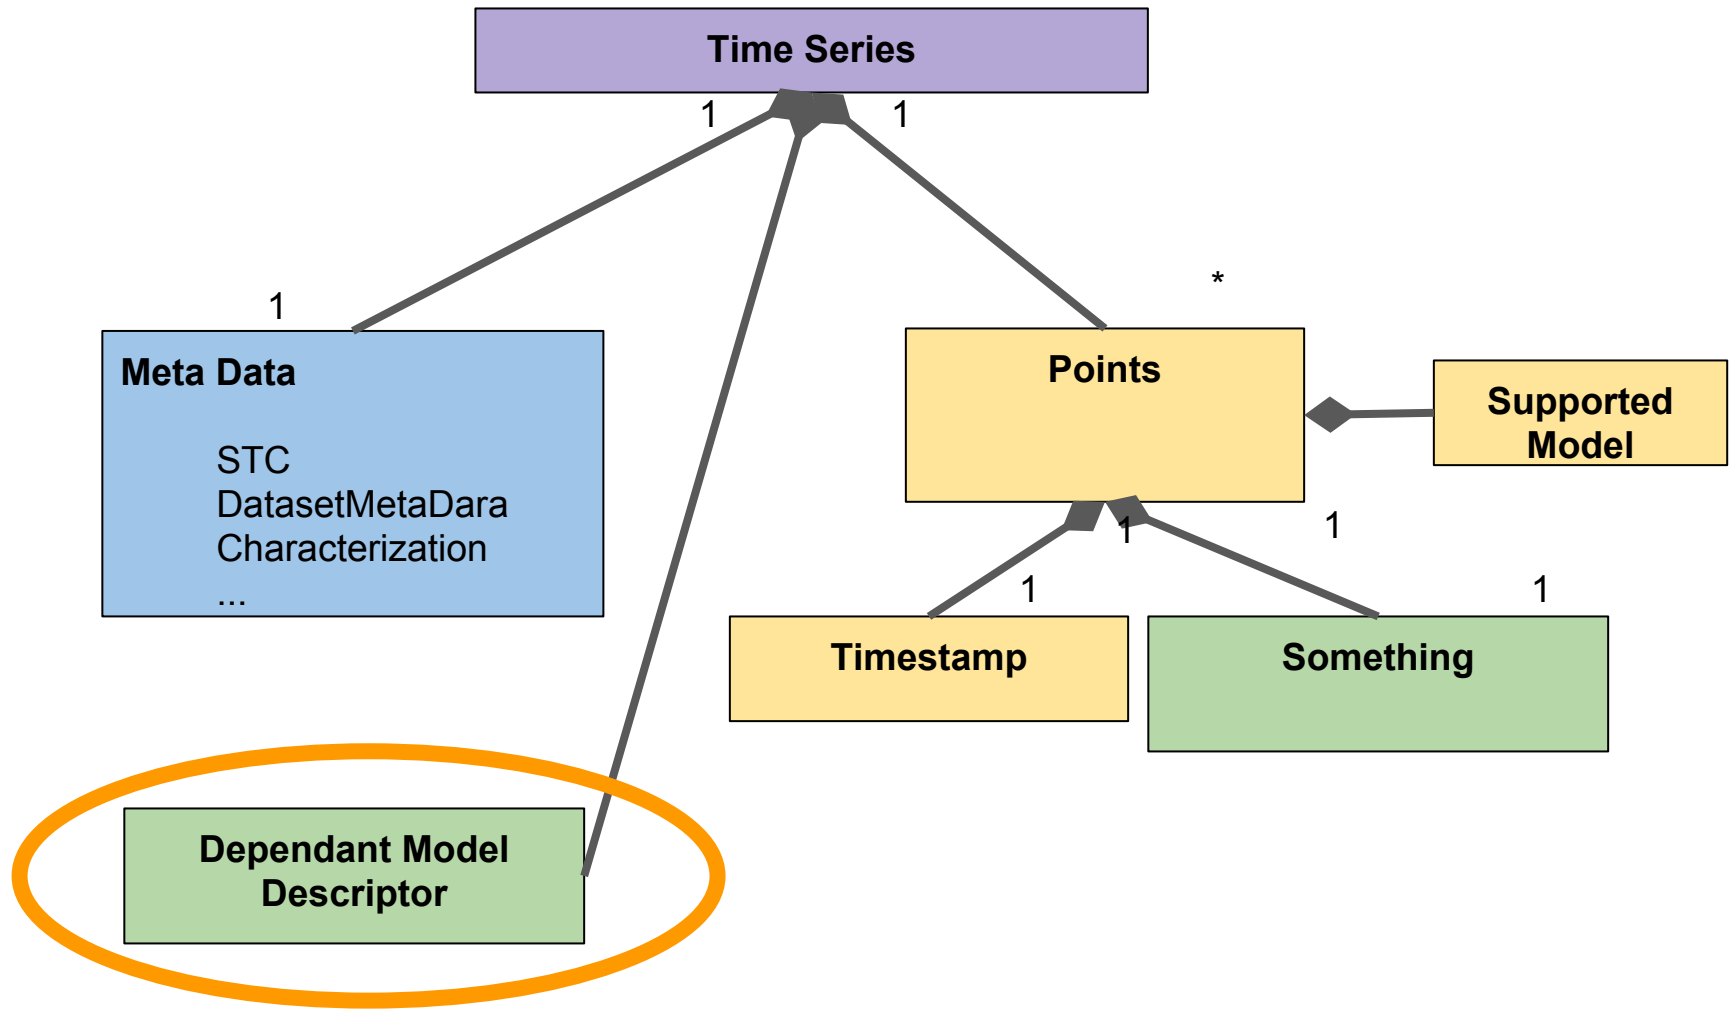 Time Series
1
1
1
*
Meta Data
STC
DatasetMetaDara
Characterization
...
Points
Supported
Model
1
1
1
1
Timestamp
Something
Dependant Model
Descriptor